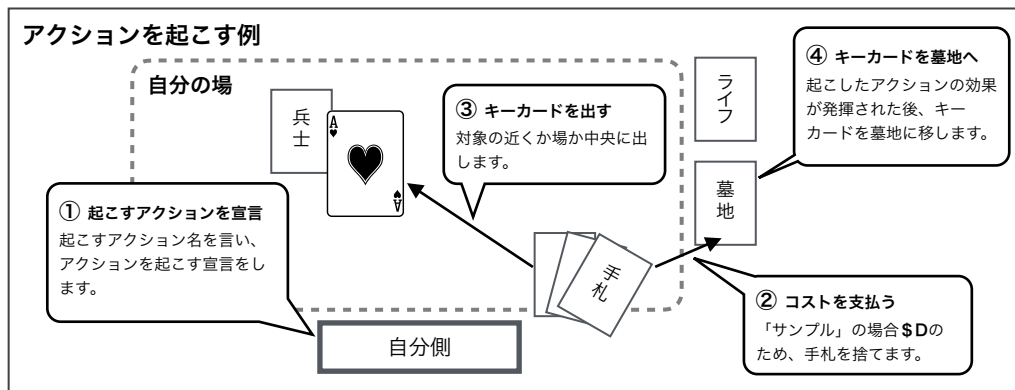 アクションを起こす例
自分の場
兵士
A
A
③ キーカードを出す
対象の近くか場か中央に出
します。
ライフ
④ キーカードを墓地へ
起こしたアクションの効果
が発揮された後、キー
カードを墓地に移します。
墓地
① 起こすアクションを宣言
起こすアクション名を言い、
アクションを起こす宣言をし
ます。
手札
② コストを支払う
「サンプル」の場合$Dの
ため、手札を捨てます。
自分側